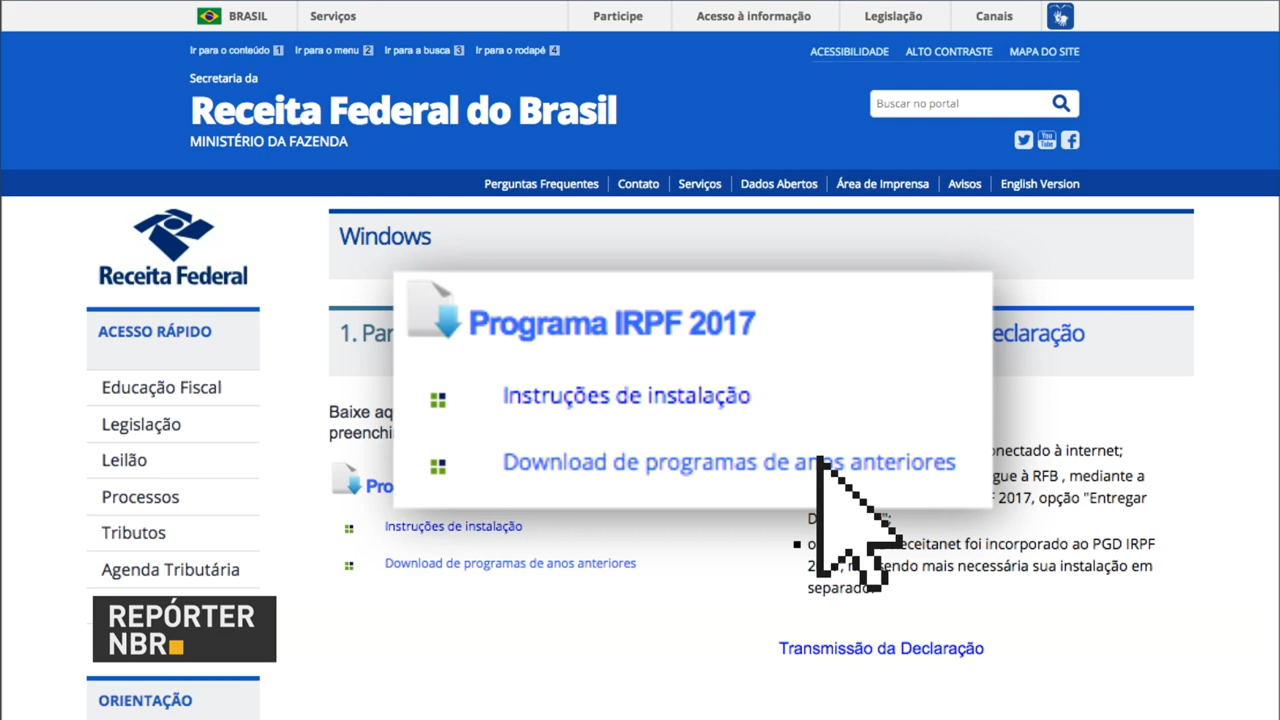 BRASIL Serviços Participe Acesso à informação Legislação Canais
Ir para o conteúdo 1 Ir para o menu 2 Ir para a busca 3 Ir para o rodapé 4
ACESSIBILIDADE ALTO CONTRASTE MAPA DO SITE
Secretaria da
Receita Federal do Brasil
MINISTÉRIO DA FAZENDA
Buscar no portal
You Tube
Perguntas Frequentes Contato Serviços Dados Abertos Área de Imprensa Avisos English Version
Receita Federal
ACESSO RÁPIDO
Educação Fiscal
Legislação
Leilão
Processos
Tributos
Agenda Tributária
REPÓRTER
NBR
ORIENTAÇÃO
Windows
1. Par
eclaração
Programa IRPF 2017
Instruções de instalação
Download de programas de anos anteriores
Baixe aq
preenchi
Pro
Instruções de instalação
Download de programas de anos anteriores
onectado à internet;
gue à RFB , mediante a
2017, opção "Entregar
D
";
o eceitanet foi incorporado ao PGD IRPF
sendo mais necessária sua instalação em
separado
Transmissão da Declaração